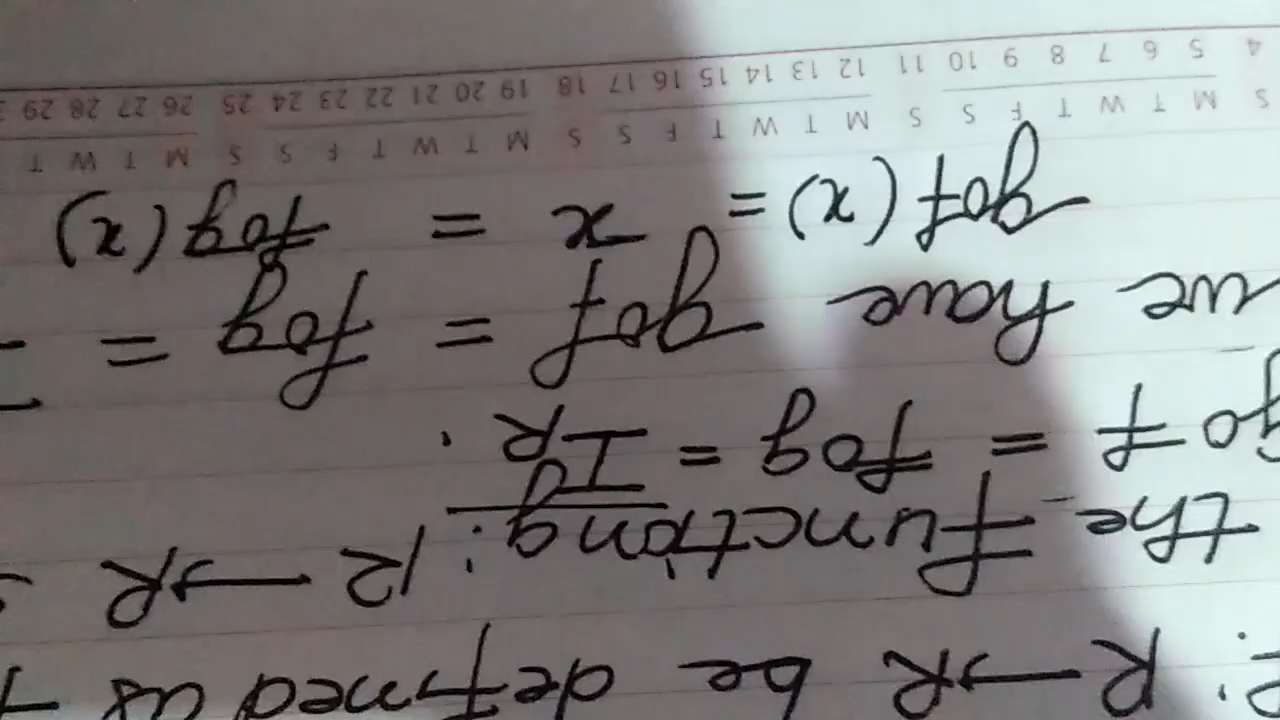 : R → R be defined as
the function g: R → R
gof = fog = IR.
we have gof = fog =
gof (x) = x = fog (x)
S M T W T F S S M T W T F S S M T W T F S S M T W T
4 5 6 7 8 9 10 11 12 13 14 15 16 17 18 19 20 21 22 23 24 25 26 27 28 29